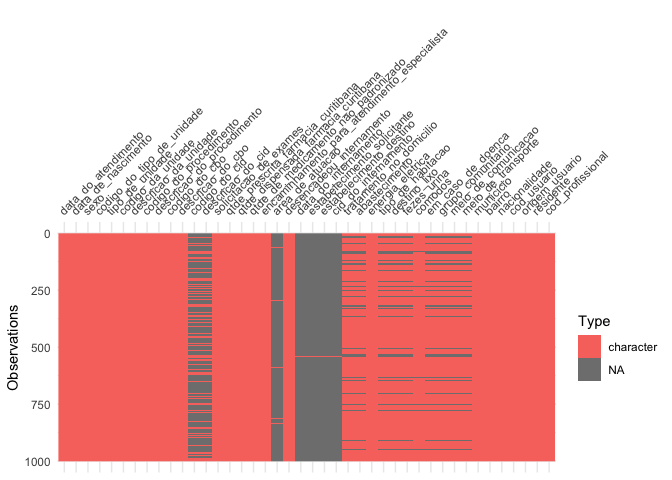 data_do_atendimento
data_de_nascimento
sexo
codigo_do_tipo_de_unidade
tipo_de_unidade
codigo_da_unidade
descricao_da_unidade
codigo_do_procedimento
descricao_do_procedimento
codigo_do_cbo
descricao_do_cbo
codigo_do_cid
descricao_do_cid
solicitacao_de_exames
qtde_prescrita_farmacia_curitibana
qtde_dispensada_farmacia_curitibana
qtde_de_medicamento_não_padronizado
encaminhamento_para_atendimento_especialista
area_de_atuacao
desencadeou_internamento
data_do_internamento
estabelecimento_solicitante
estabelecimento_destino
tratamento_no_domicilio
abastecimento
energia_eletrica
tipo_de_habitacao
destino_lixo
fezes_urina
comodos
em_caso_de_doenca
grupo_comunitario
meio_de_comunicacao
meio_de_transporte
municipio
bairro
nacionalidade
cod_usuario
origem_usuario
residente
cod_profissional
0
250
500
750
1000
Observations
Type
character
NA